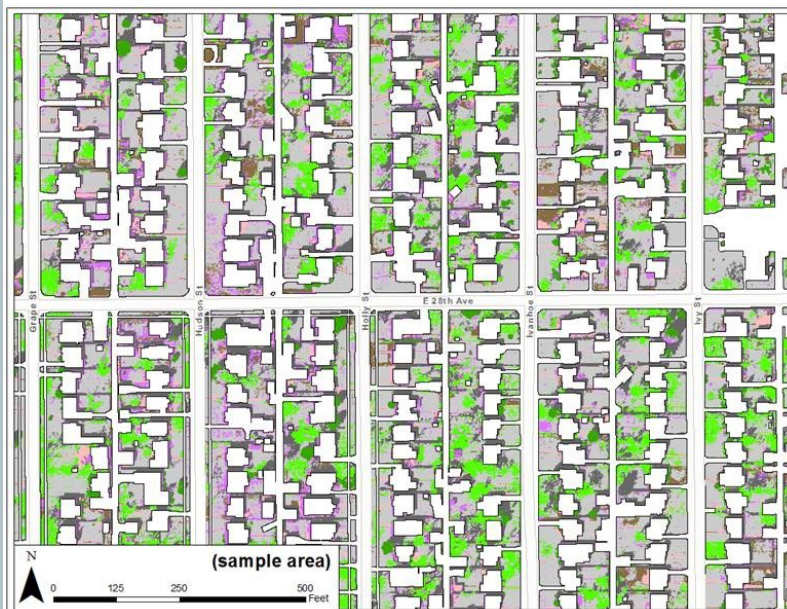 Grape St
Hudson St
Holly St
E 28th Ave
Ivanhoe St
Ivy St
N
(sample area)
0 125 250 500
Feet